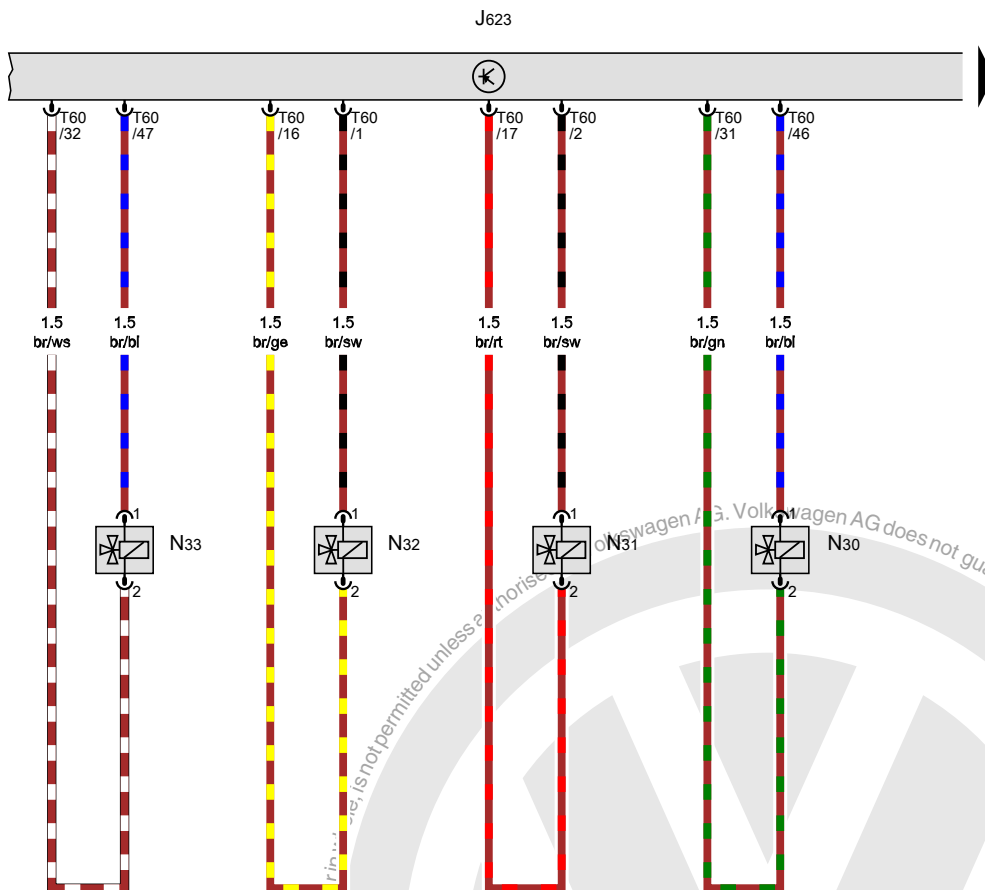 J623
T60 /32
T60 /47
T60 /16
T60 /1
T60 /17
T60 /2
T60 /31
T60 /46
1.5 br/ws
1.5 br/bl
1.5 br/ge
1.5 br/sw
1.5 br/rt
1.5 br/sw
1.5 br/gn
1.5 br/bl
1
N33
2
1
N32
2
1
N31
2
1
N30
2
is not permitted unless
AG. Volkswagen AG does not